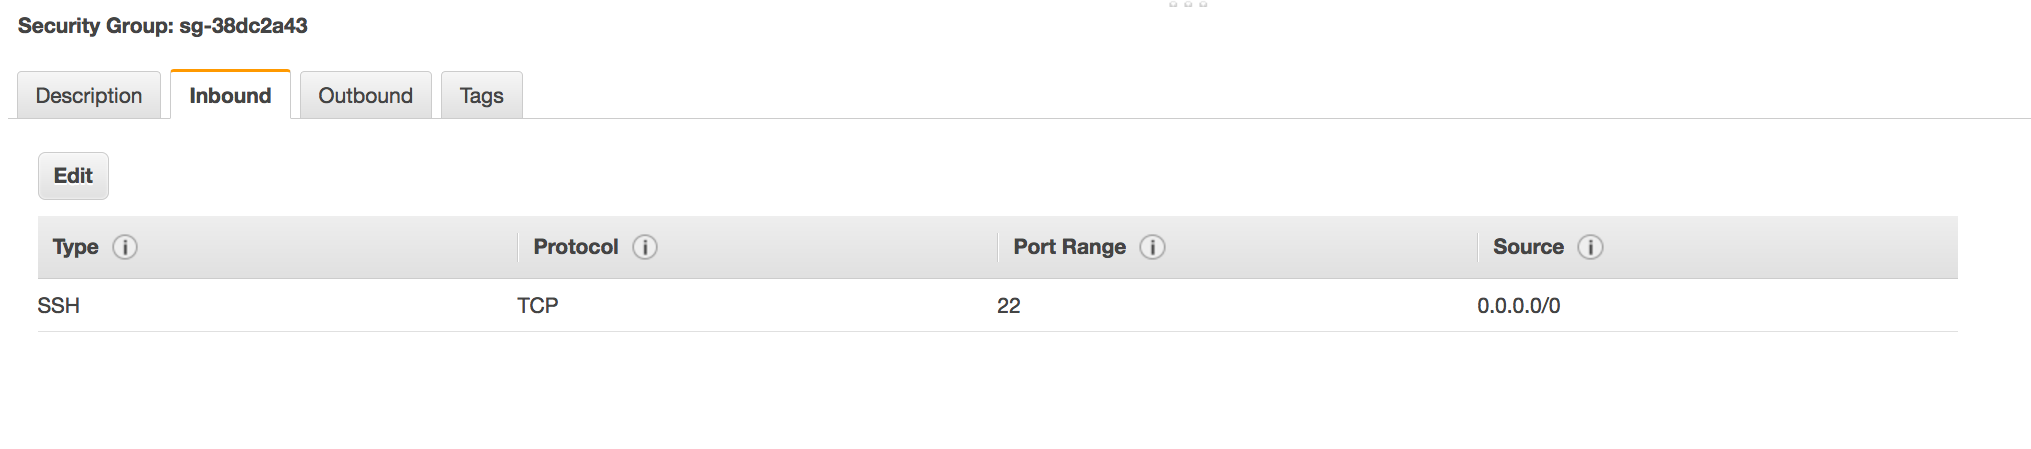 Security Group: sg-38dc2a43
Description Inbound Outbound Tags
Edit
Type Protocol Port Range Source
SSH TCP 22 0.0.0.0/0